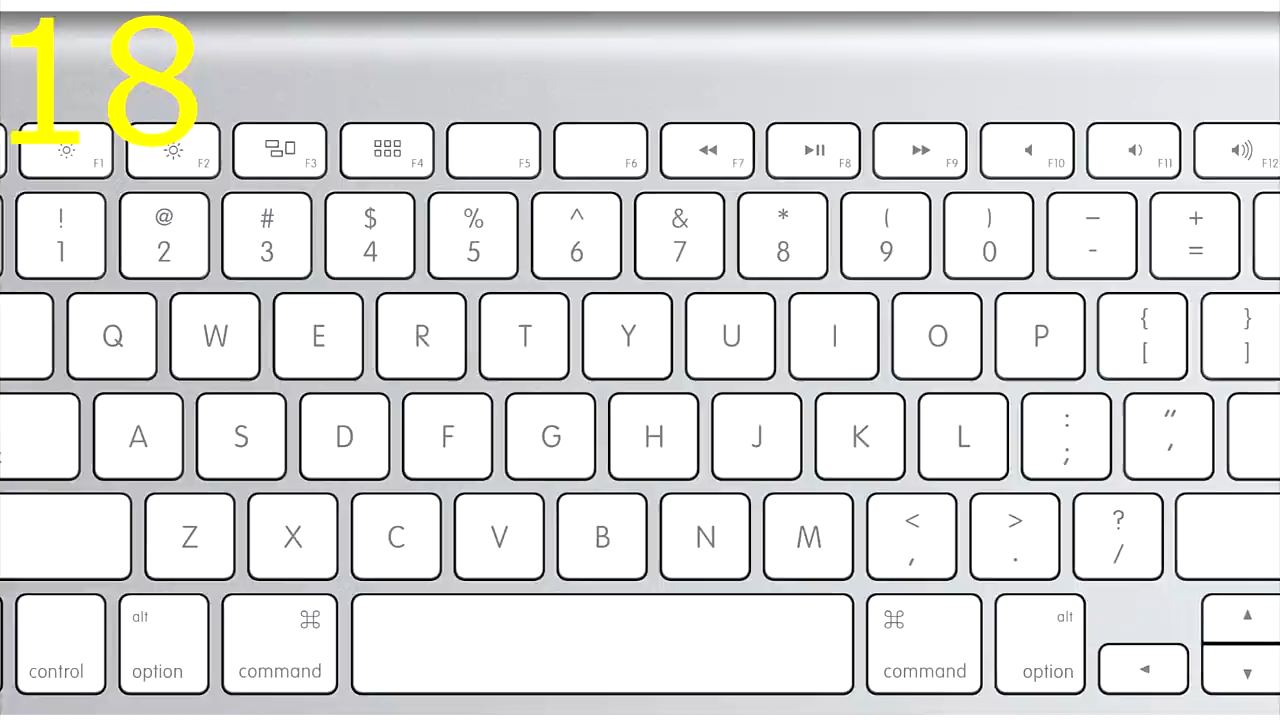 18
F1 F2 F3 F4 F5 F6 F7 F8 F9 F10 F11 F12
! @ # $ % ^ & * ( ) – +
1 2 3 4 5 6 7 8 9 0 - =
Q W E R T Y U I O P { }
[ ]
A S D F G H J K L : “
; ,
Z X C V B N M < > ?
, . /
alt ⌘ ⌘ alt
control option command command option